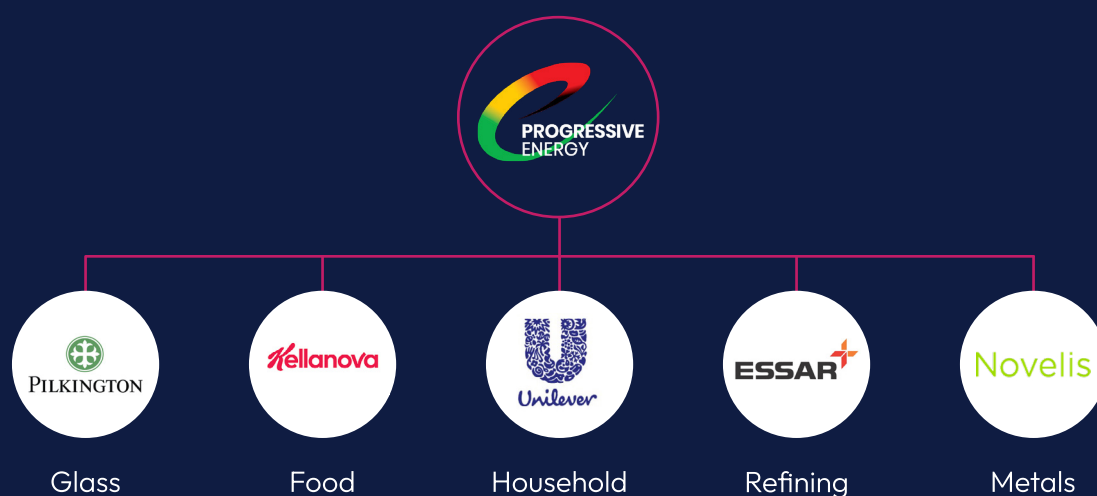 PROGRESSIVE
ENERGY
PILKINGTON
Kellanova
Unilever
ESSAR
Novelis
Glass
Food
Household
Refining
Metals